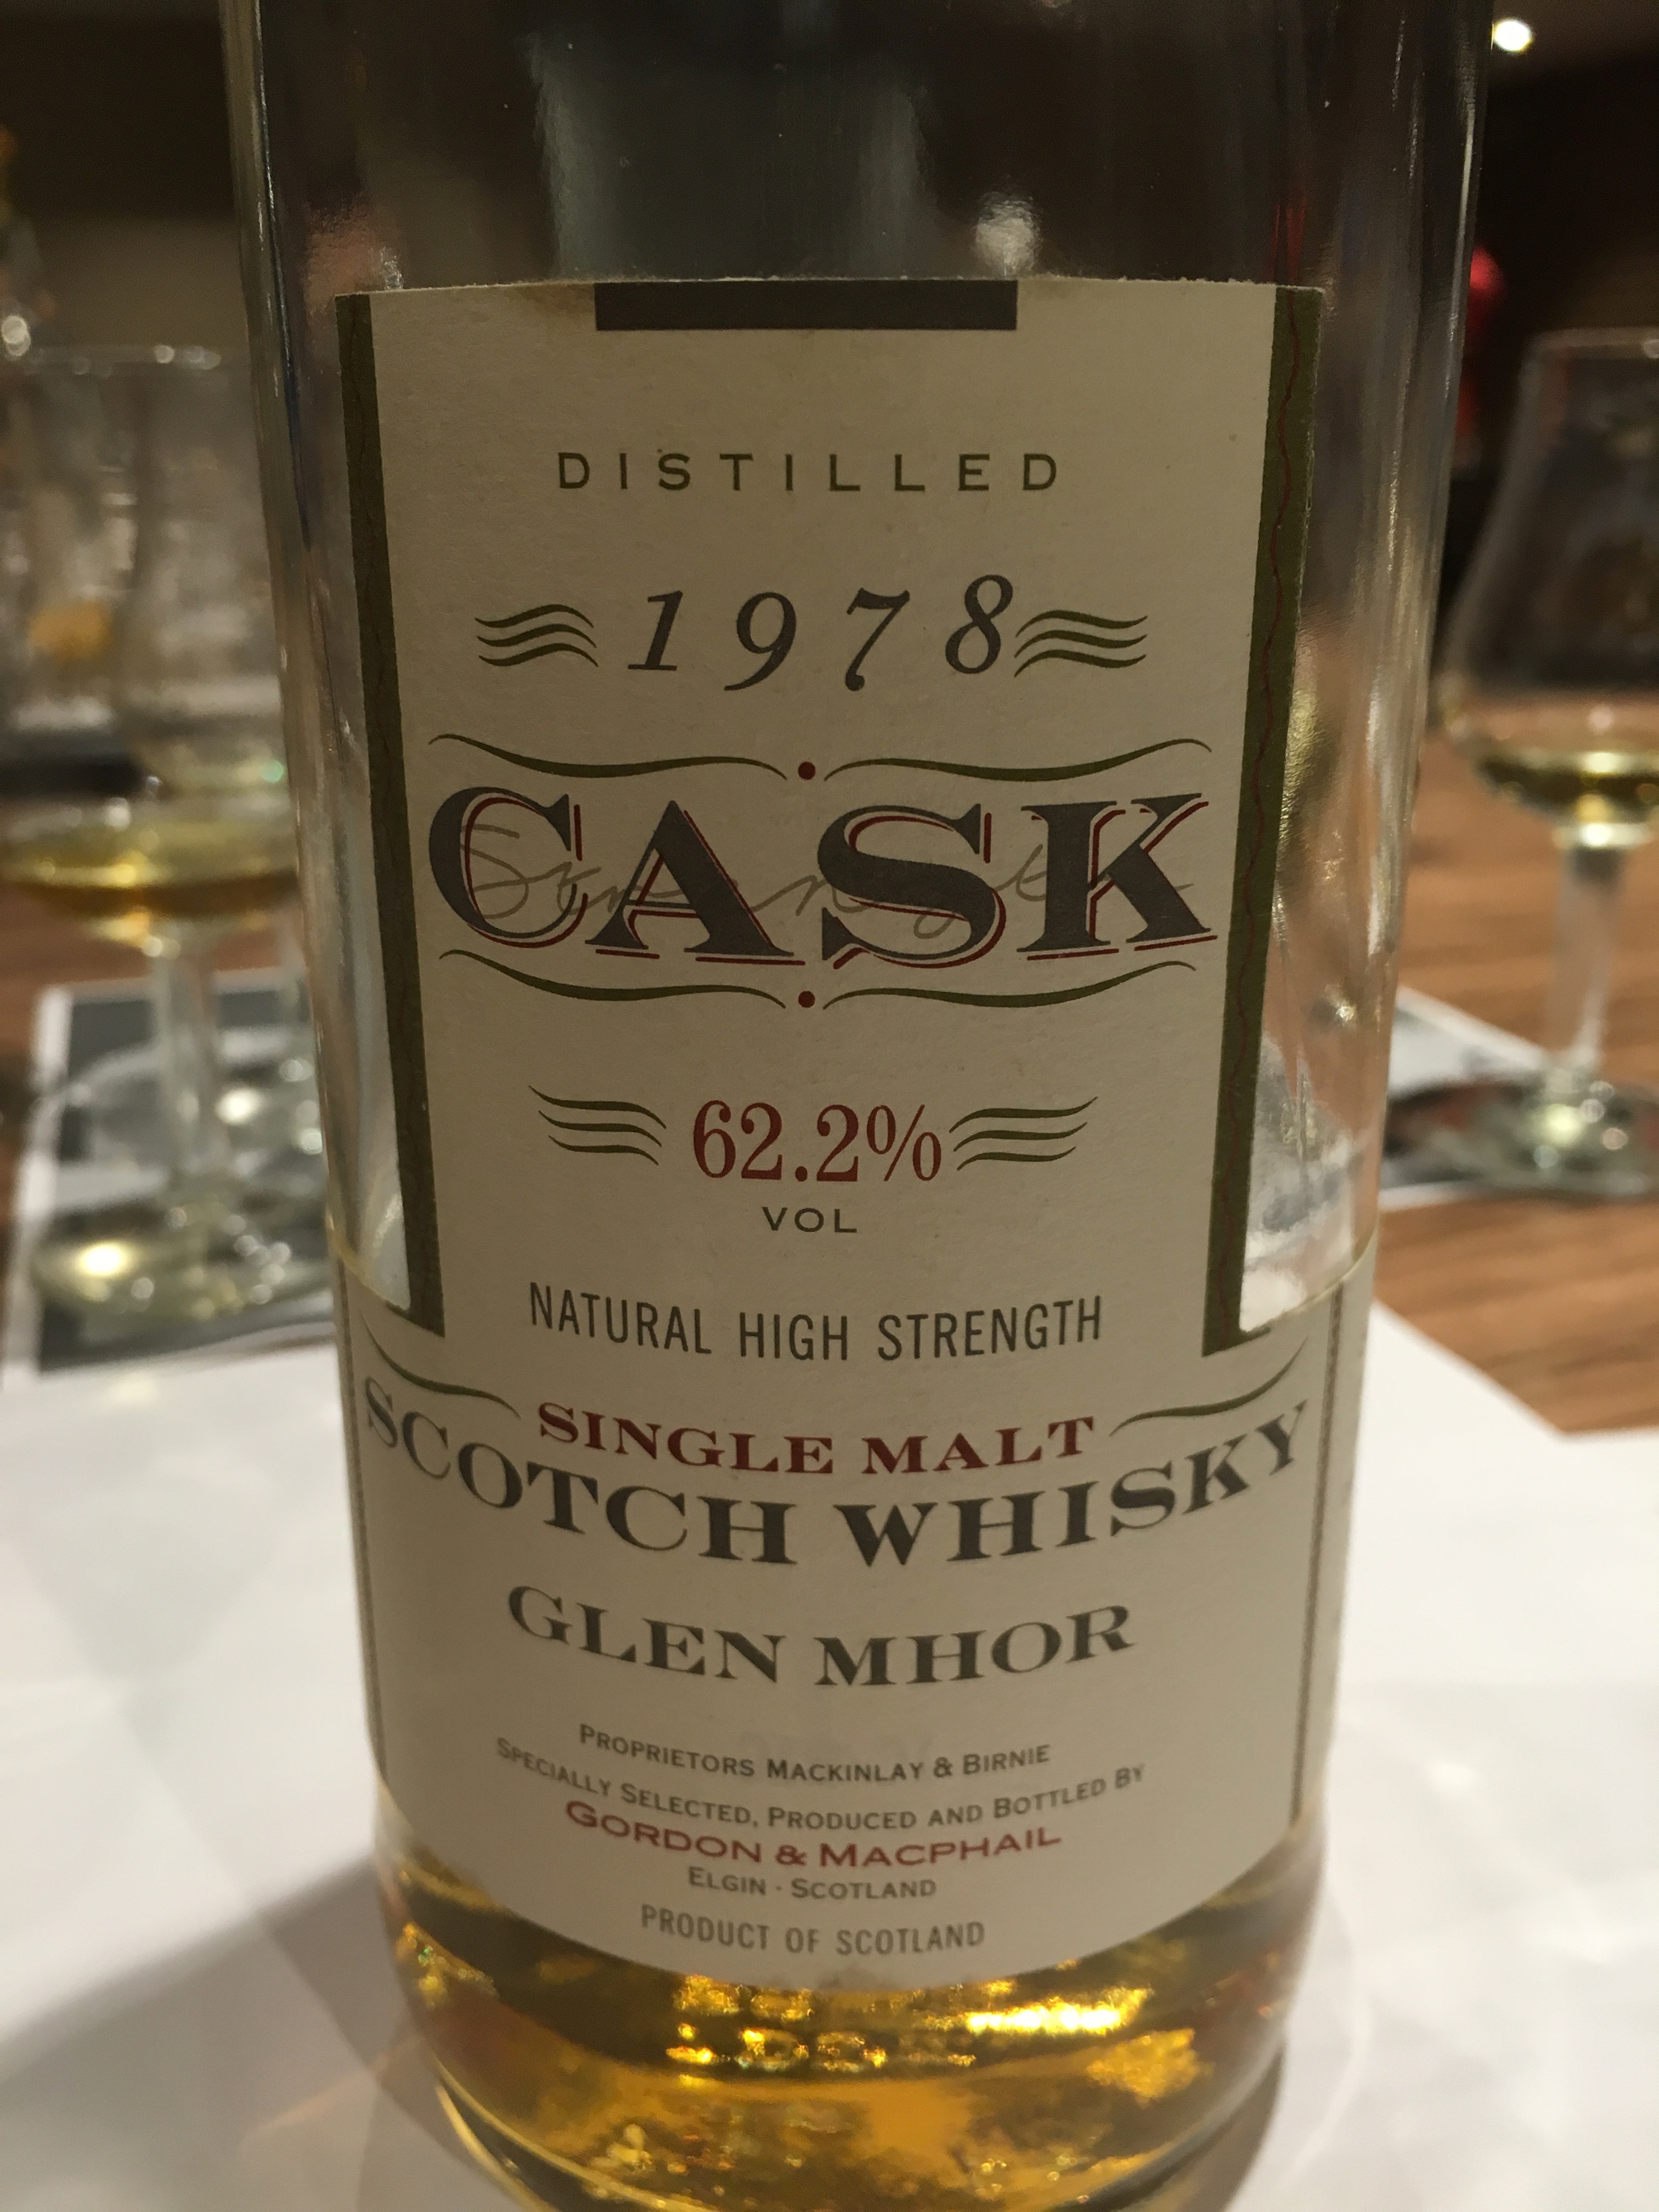 DISTILLED
1978
CASK
Strength
62.2%
VOL
NATURAL HIGH STRENGTH
SINGLE MALT
SCOTCH WHISKY
GLEN MHOR
PROPRIETORS MACKINLAY & BIRNIE
SPECIALLY SELECTED, PRODUCED AND BOTTLED BY
GORDON & MACPHAIL
ELGIN · SCOTLAND
PRODUCT OF SCOTLAND